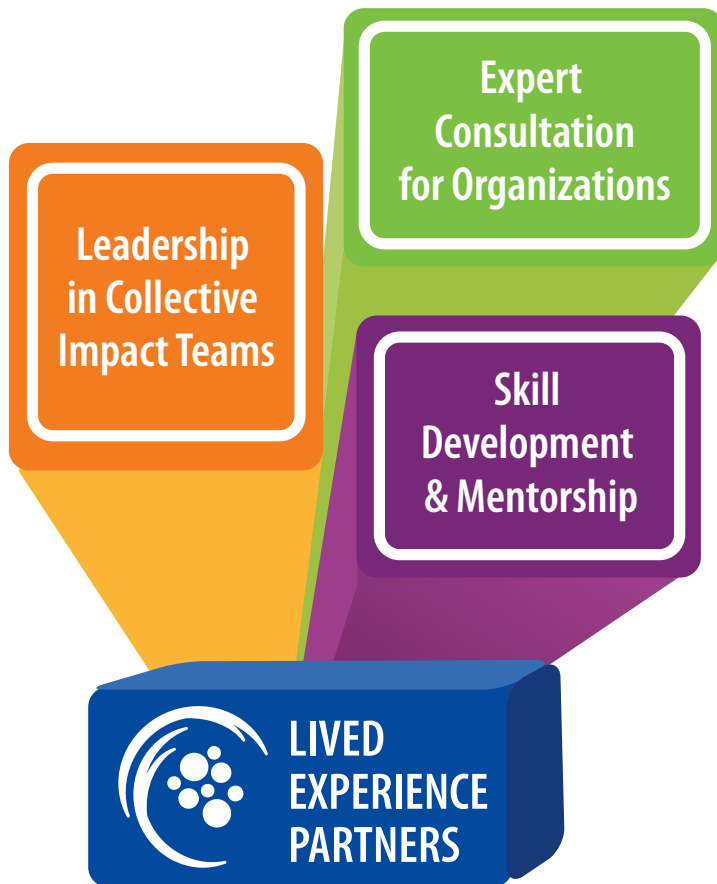 Expert
Consultation
for Organizations
Leadership
in Collective
Impact Teams
Skill
Development
& Mentorship
LIVED
EXPERIENCE
PARTNERS